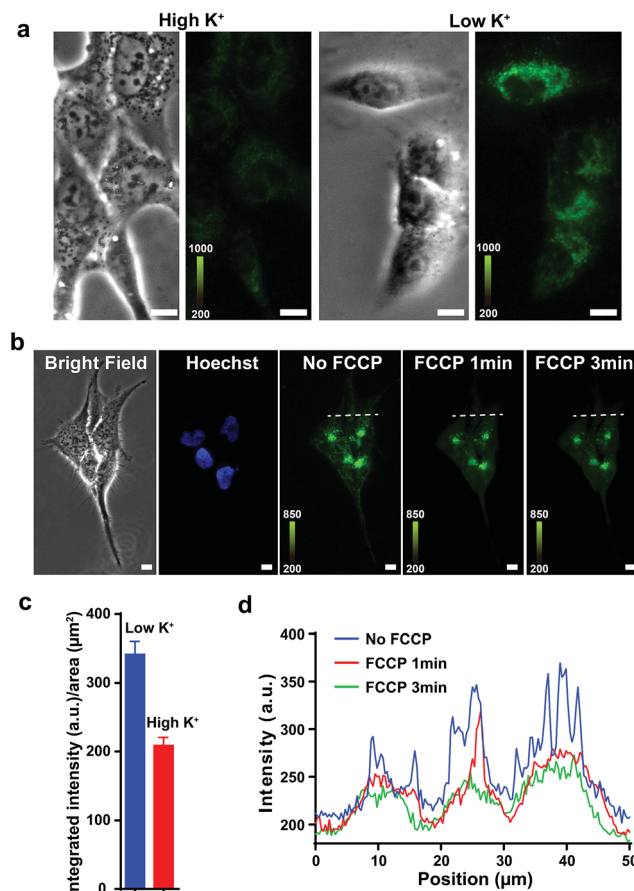 a
High K⁺
Low K⁺
1000
200
1000
200
b
Bright Field
Hoechst
No FCCP
FCCP 1min
FCCP 3min
850
200
850
200
850
200
c
Integrated intensity (a.u.)/area (µm²)
400
300
200
100
0
Low K⁺
High K⁺
d
Intensity (a.u.)
400
350
300
250
200
No FCCP
FCCP 1min
FCCP 3min
0
10
20
30
40
50
Position (µm)